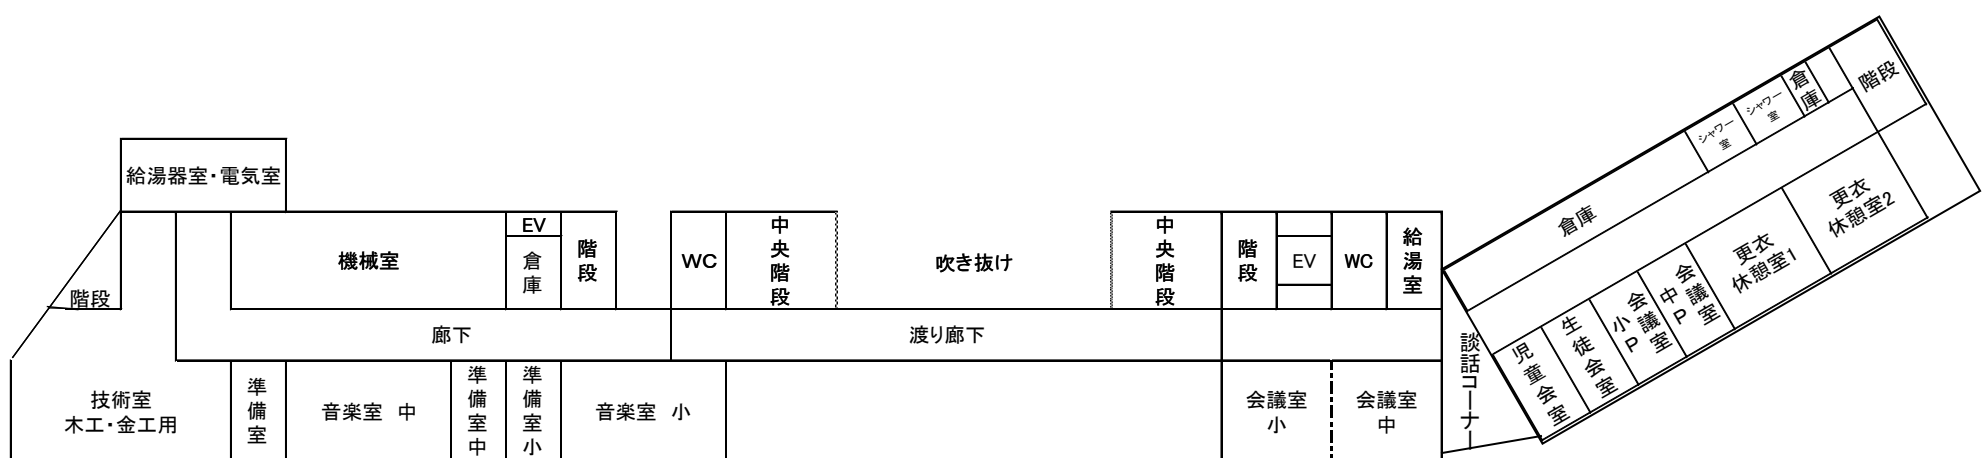 給湯器室・電気室
階段
技術室
木工・金工用
機械室
EV
倉庫
階段
WC
中央階段
吹き抜け
中央階段
階段
EV
WC
給湯室
廊下
渡り廊下
準備室
音楽室　中
準備室中
準備室小
音楽室　小
会議室
小
会議室
中
談話コーナー
倉庫
シャワー
室
シャワー
室
倉庫
階段
児童会室
生徒会室
会議室
小P
会議室
中P
更衣
休憩室1
更衣
休憩室2